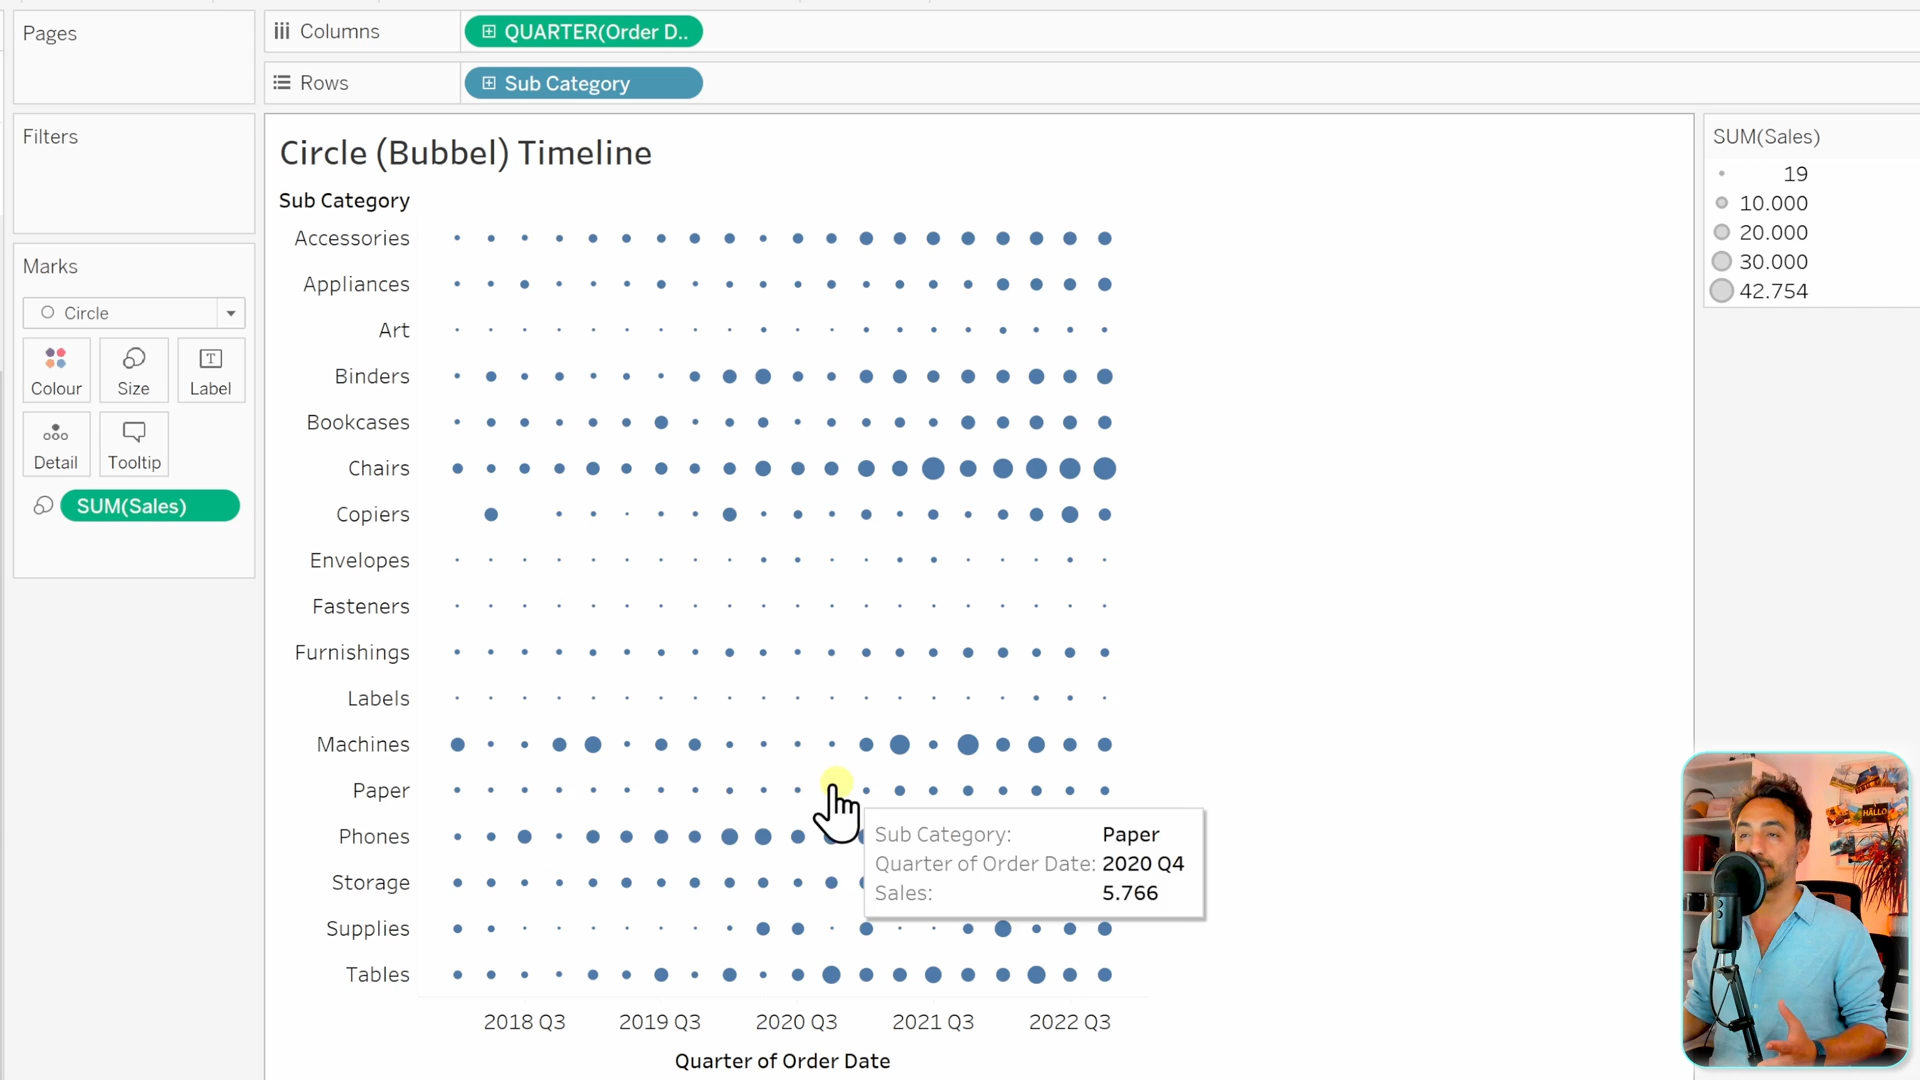 Pages
Columns
QUARTER(Order D..
Rows
Sub Category
Filters
Marks
Circle
Colour
Size
Label
Detail
Tooltip
SUM(Sales)
Circle (Bubbel) Timeline
Sub Category
Accessories
Appliances
Art
Binders
Bookcases
Chairs
Copiers
Envelopes
Fasteners
Furnishings
Labels
Machines
Paper
Phones
Storage
Supplies
Tables
Sub Category: Paper
Quarter of Order Date: 2020 Q4
Sales: 5.766
2018 Q3 2019 Q3 2020 Q3 2021 Q3 2022 Q3
Quarter of Order Date
SUM(Sales)
19
10.000
20.000
30.000
42.754
HALLO